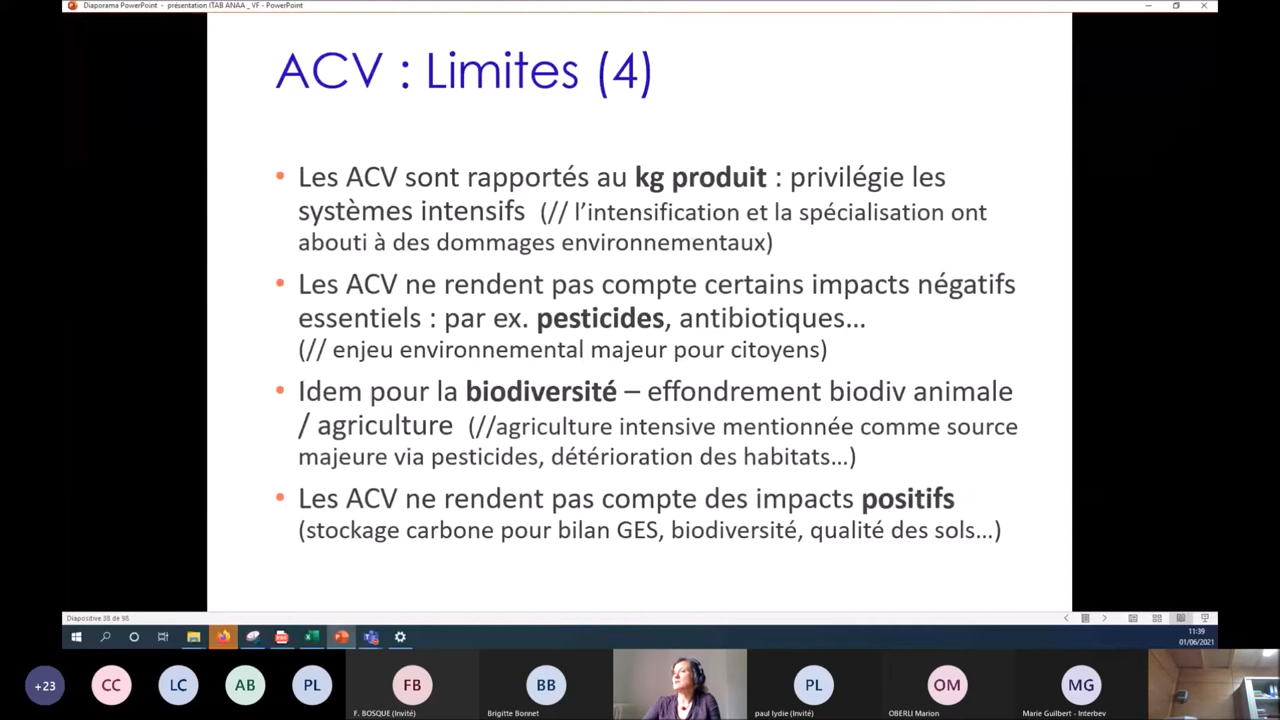 Diaporama PowerPoint - présentation ITAB ANAA _ VF - PowerPoint
ACV : Limites (4)
• Les ACV sont rapportés au kg produit : privilégie les
systèmes intensifs (// l’intensification et la spécialisation ont
abouti à des dommages environnementaux)
• Les ACV ne rendent pas compte certains impacts négatifs
essentiels : par ex. pesticides, antibiotiques...
(// enjeu environnemental majeur pour citoyens)
• Idem pour la biodiversité – effondrement biodiv animale
/ agriculture (//agriculture intensive mentionnée comme source
majeure via pesticides, détérioration des habitats...)
• Les ACV ne rendent pas compte des impacts positifs
(stockage carbone pour bilan GES, biodiversité, qualité des sols...)
Diapositive 38 de 98
11:39
01/06/2021
+23
CC
LC
AB
PL
FB
F. BOSQUE (Invité)
BB
Brigitte Bonnet
PL
paul lydie (Invité)
OM
OBERLI Marion
MG
Marie Guilbert - Interbev